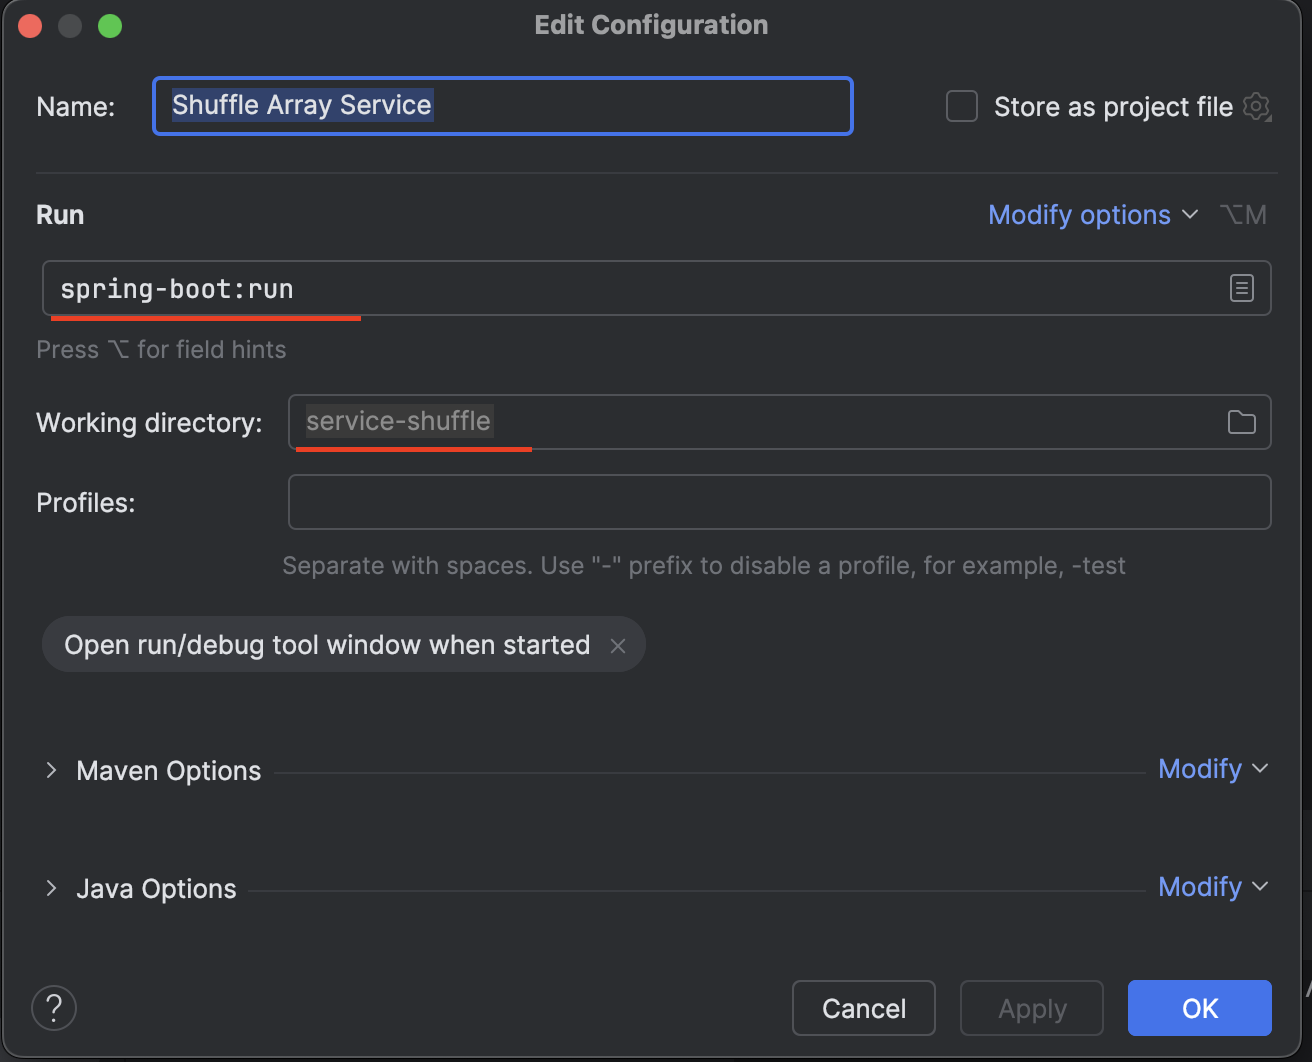 Edit Configuration
Name: Shuffle Array Service Store as project file
Run Modify options ⌥M
spring-boot:run
Press ⌥ for field hints
Working directory: service-shuffle
Profiles:
Separate with spaces. Use "-" prefix to disable a profile, for example, -test
Open run/debug tool window when started ×
Maven Options Modify
Java Options Modify
? Cancel Apply OK